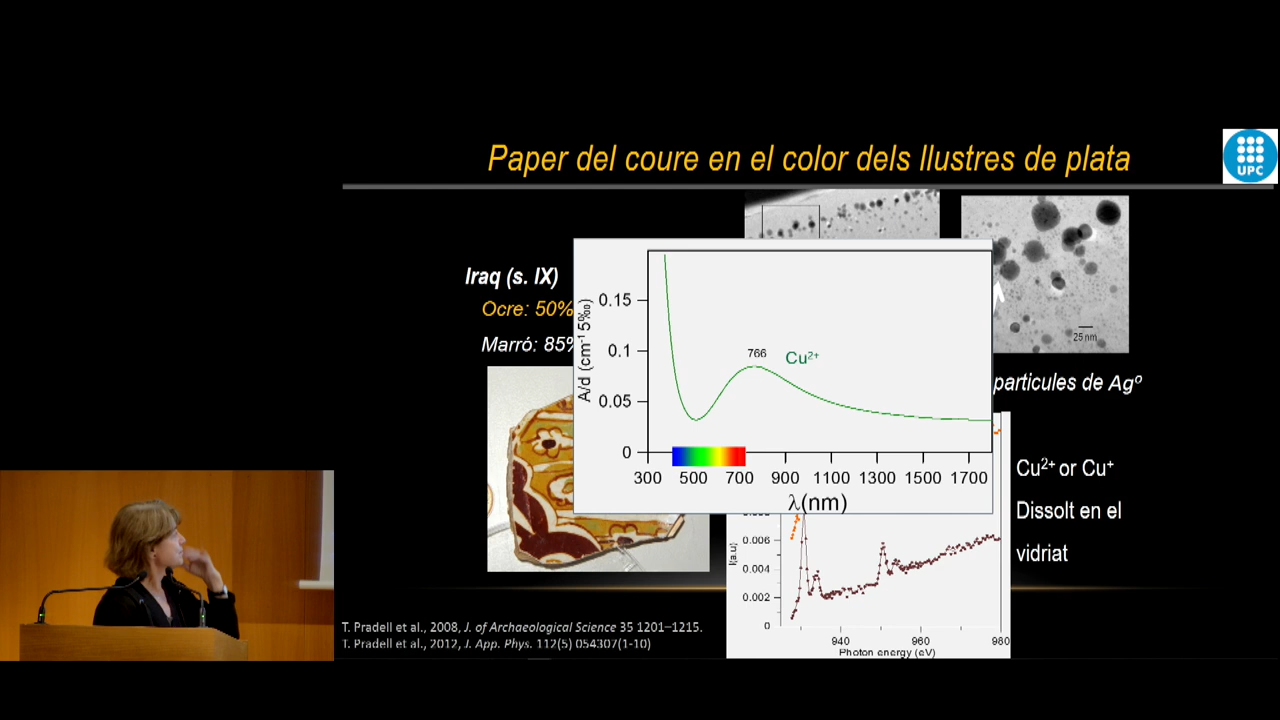 Paper del coure en el color dels llustres de plata
UPC
Iraq (s. IX)
Ocre: 50%
Marró: 85%
A/d (cm⁻¹ 5‰)
0.15
0.1
0.05
0
766
Cu²⁺
300 500 700 900 1100 1300 1500 1700
λ(nm)
25 nm
particules de Agº
Cu²⁺ or Cu⁺
Dissolt en el
vidriat
I(a.u)
0.006
0.004
0.002
0
940 960 980
Photon energy (eV)
T. Pradell et al., 2008, J. of Archaeological Science 35 1201–1215.
T. Pradell et al., 2012, J. App. Phys. 112(5) 054307(1-10)